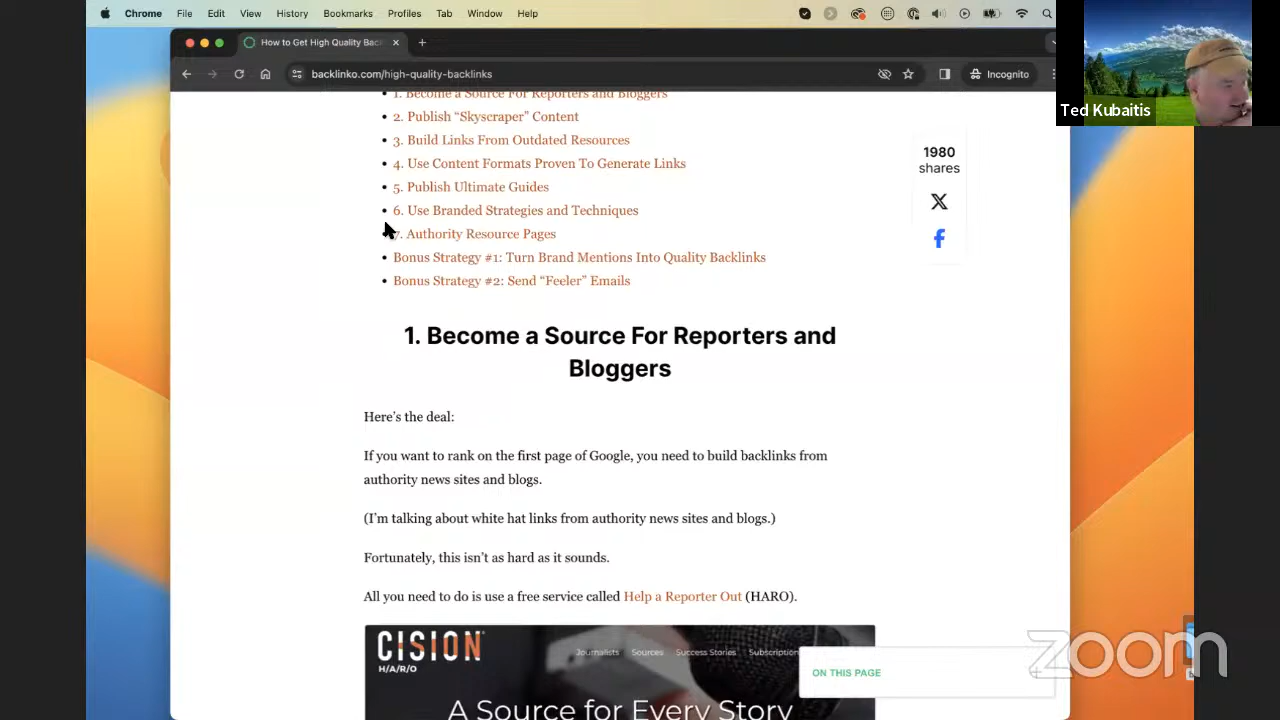 Chrome File Edit View History Bookmarks Profiles Tab Window Help
How to Get High Quality Back
backlinko.com/high-quality-backlinks
Incognito
Ted Kubaitis
1. Become a Source For Reporters and Bloggers
2. Publish “Skyscraper” Content
3. Build Links From Outdated Resources
4. Use Content Formats Proven To Generate Links
5. Publish Ultimate Guides
6. Use Branded Strategies and Techniques
7. Authority Resource Pages
Bonus Strategy #1: Turn Brand Mentions Into Quality Backlinks
Bonus Strategy #2: Send “Feeler” Emails
1980
shares
1. Become a Source For Reporters and
Bloggers
Here’s the deal:
If you want to rank on the first page of Google, you need to build backlinks from
authority news sites and blogs.
(I’m talking about white hat links from authority news sites and blogs.)
Fortunately, this isn’t as hard as it sounds.
All you need to do is use a free service called Help a Reporter Out (HARO).
CISION
H/A/R/O
Journalists Sources Success Stories Subscription
A Source for Every Story
ON THIS PAGE
zoom